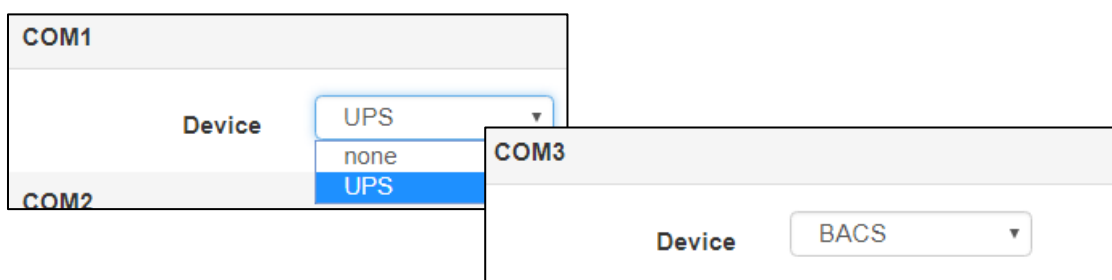 COM1
Device UPS
none
UPS
COM2
COM3
Device BACS